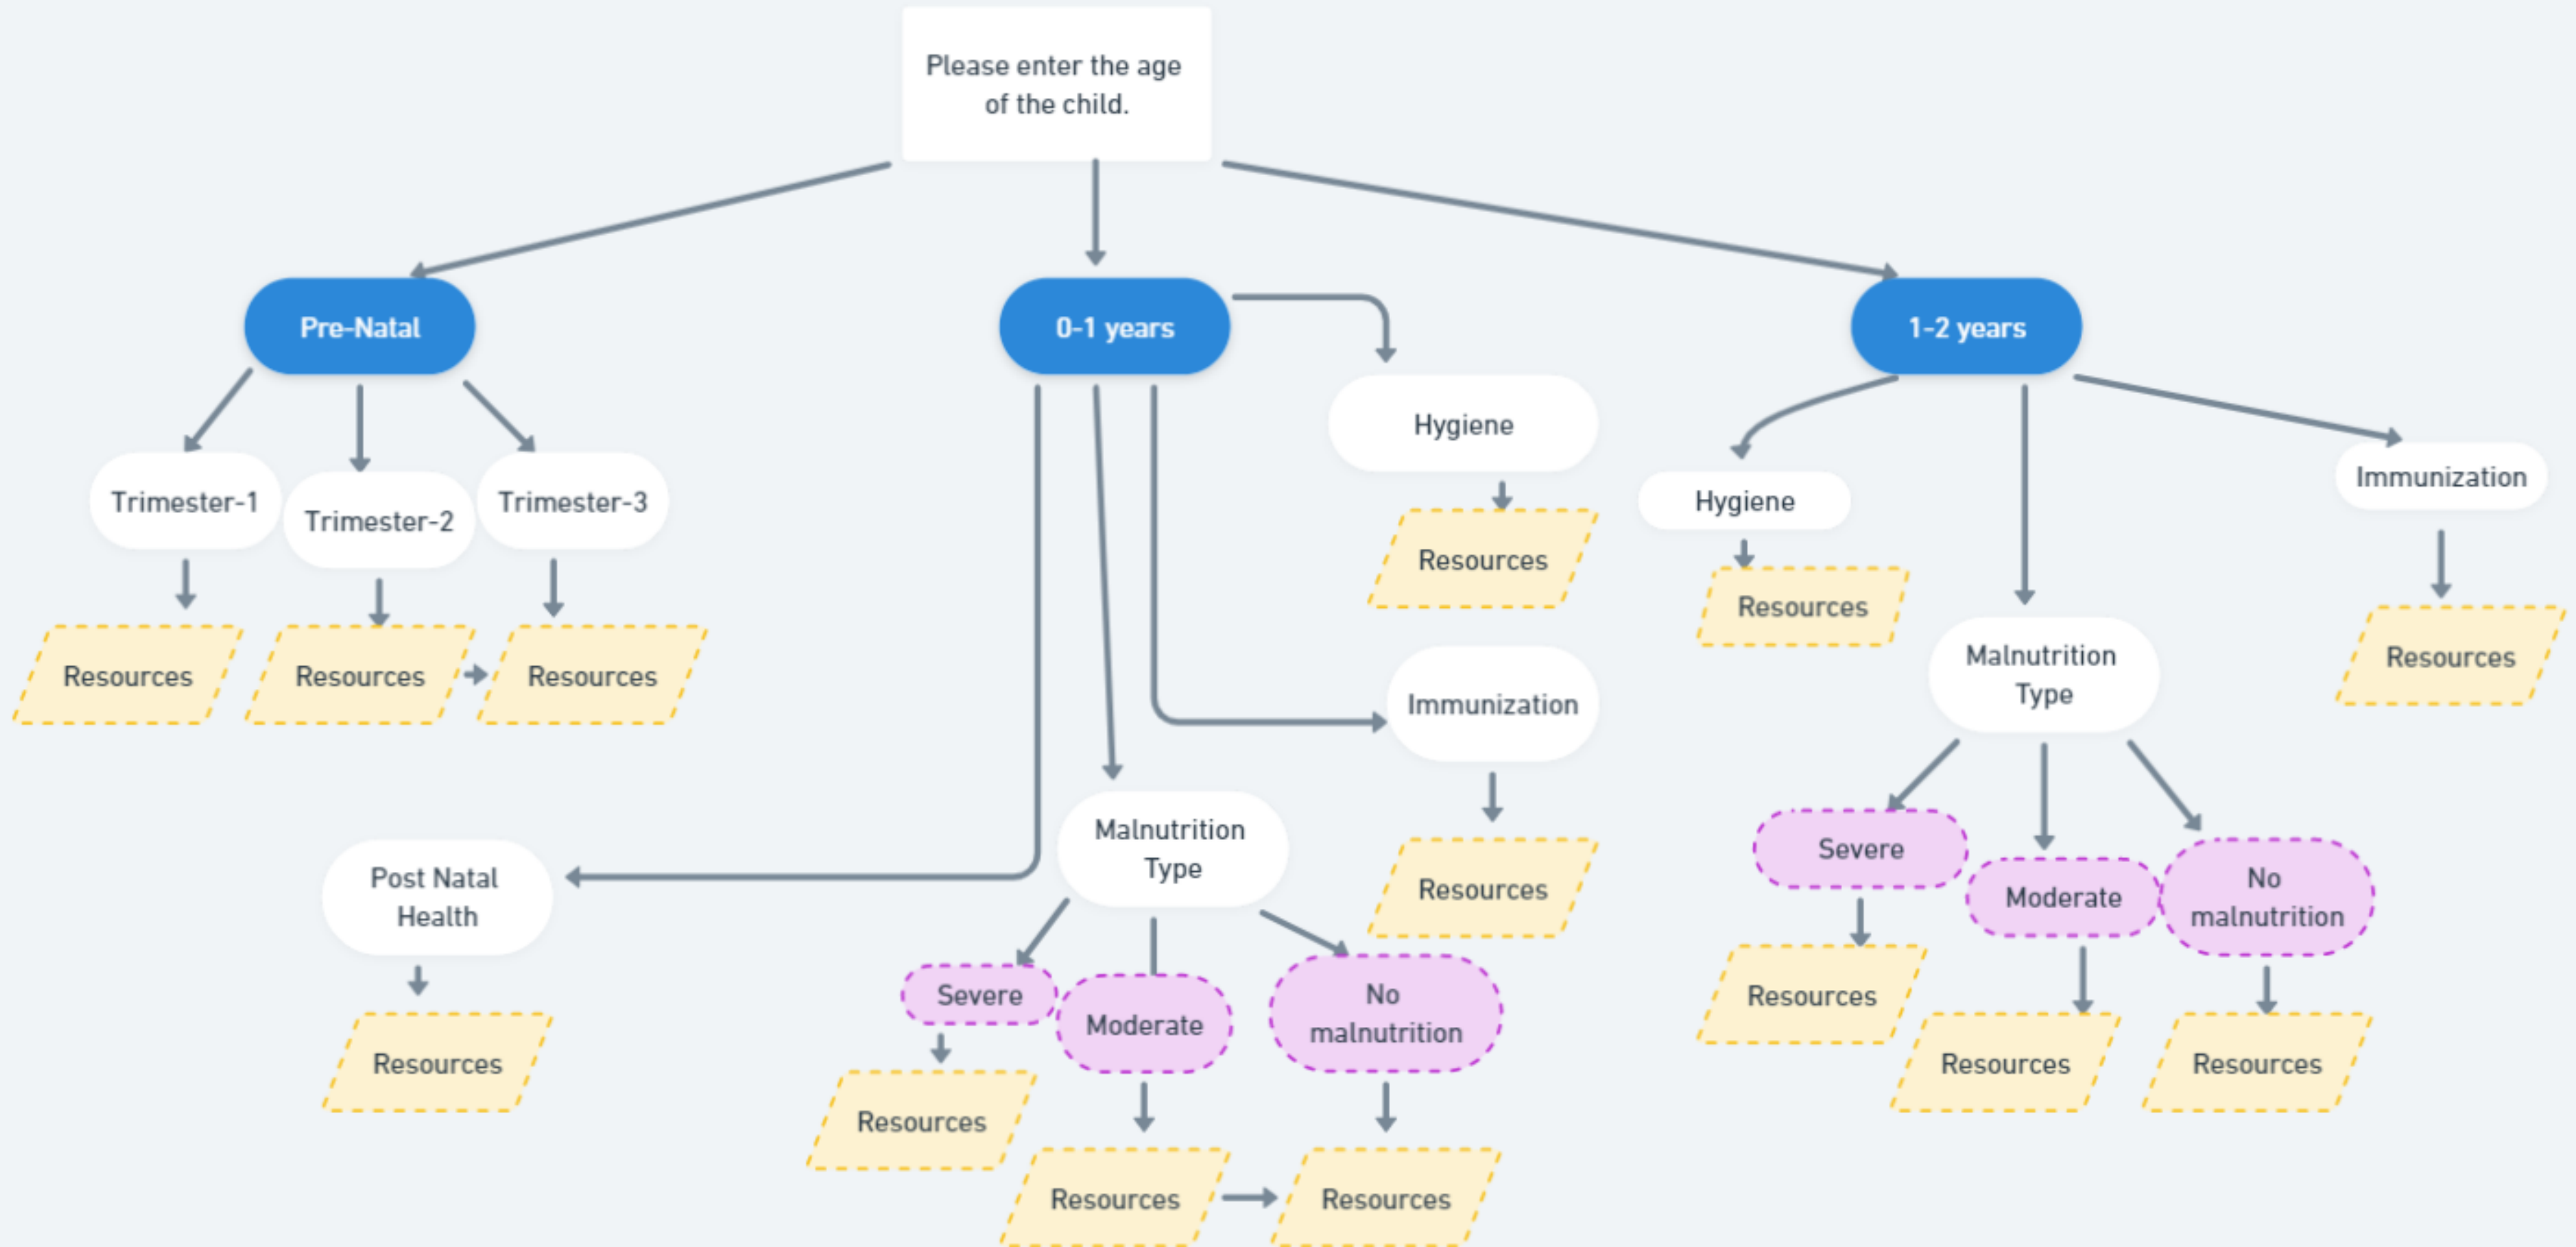 Please enter the age
of the child.
Pre-Natal
0-1 years
1-2 years
Hygiene
Trimester-1
Trimester-2
Trimester-3
Hygiene
Immunization
Resources
Resources
Resources
Resources
Resources
Resources
Malnutrition
Type
Immunization
Malnutrition
Type
Post Natal
Health
Resources
Severe
Moderate
No
malnutrition
Severe
Moderate
No
malnutrition
Resources
Resources
Resources
Resources
Resources
Resources
Resources